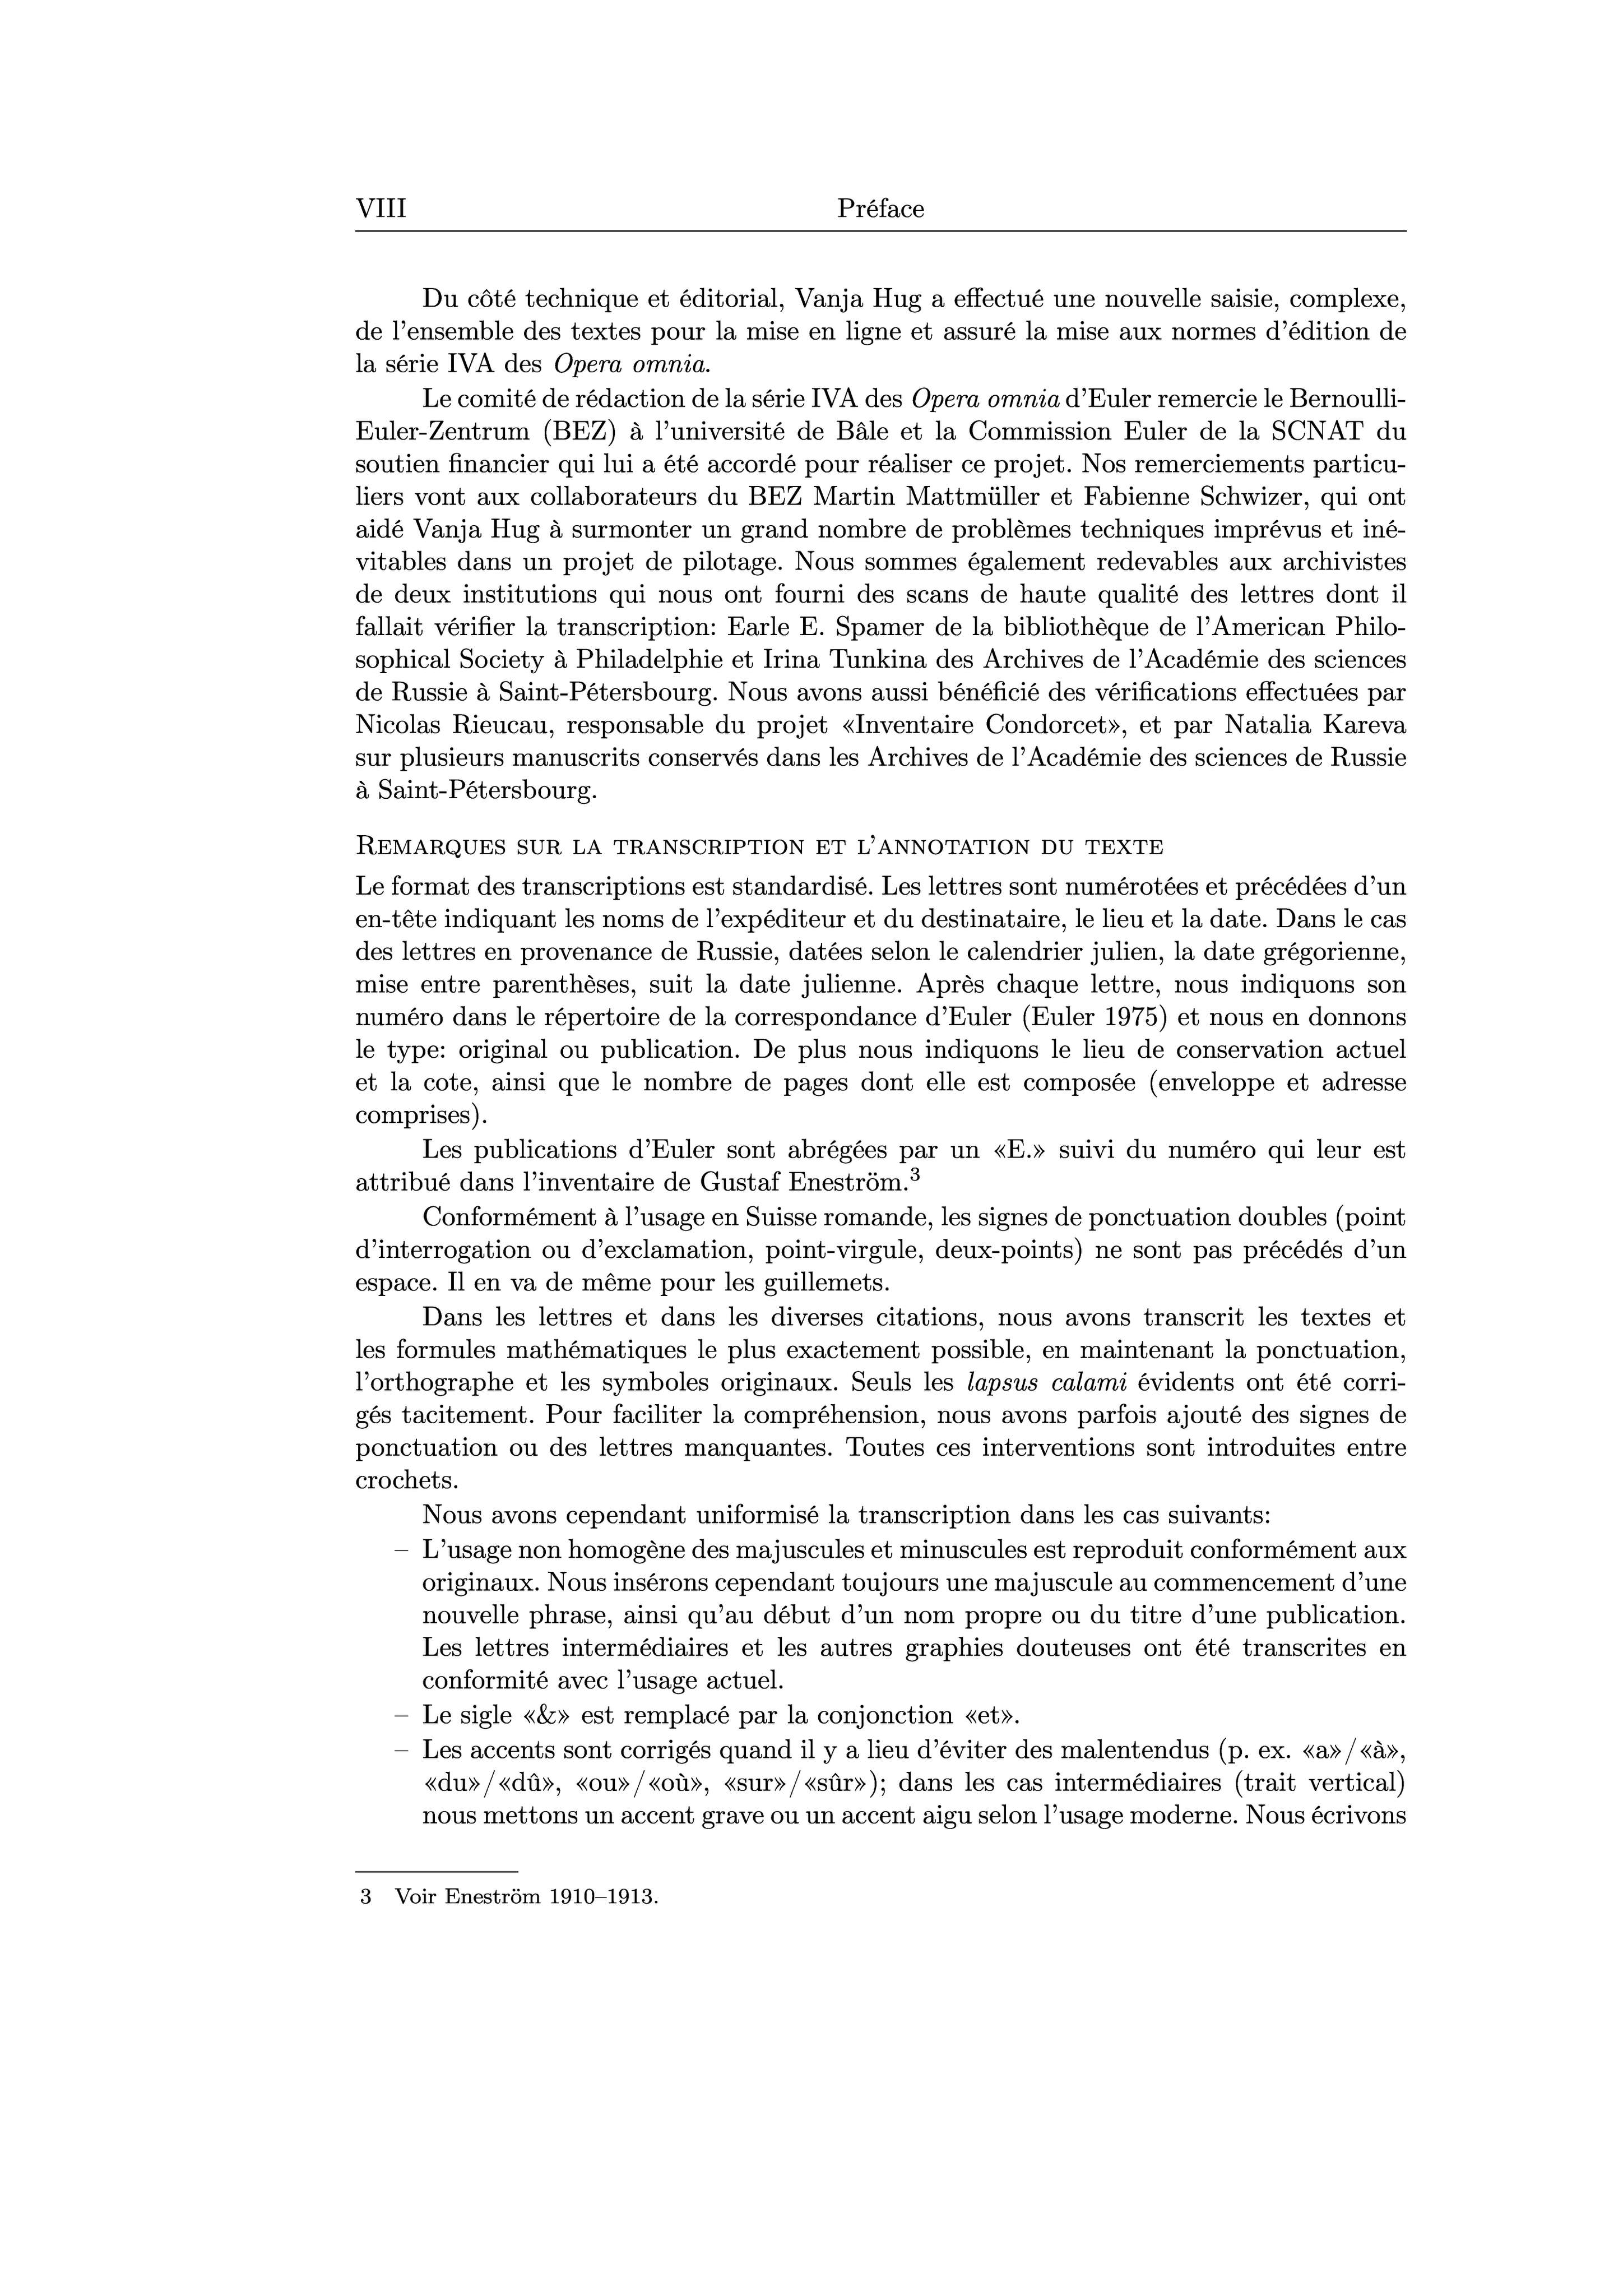 VIII Préface
Du côté technique et éditorial, Vanja Hug a effectué une nouvelle saisie, complexe,
de l'ensemble des textes pour la mise en ligne et assuré la mise aux normes d'édition de
la série IVA des Opera omnia.
Le comité de rédaction de la série IVA des Opera omnia d'Euler remercie le Bernoulli-
Euler-Zentrum (BEZ) à l'université de Bâle et la Commission Euler de la SCNAT du
soutien financier qui lui a été accordé pour réaliser ce projet. Nos remerciements particu-
liers vont aux collaborateurs du BEZ Martin Mattmüller et Fabienne Schwizer, qui ont
aidé Vanja Hug à surmonter un grand nombre de problèmes techniques imprévus et iné-
vitables dans un projet de pilotage. Nous sommes également redevables aux archivistes
de deux institutions qui nous ont fourni des scans de haute qualité des lettres dont il
fallait vérifier la transcription: Earle E. Spamer de la bibliothèque de l'American Philo-
sophical Society à Philadelphie et Irina Tunkina des Archives de l'Académie des sciences
de Russie à Saint-Pétersbourg. Nous avons aussi bénéficié des vérifications effectuées par
Nicolas Rieucau, responsable du projet «Inventaire Condorcet», et par Natalia Kareva
sur plusieurs manuscrits conservés dans les Archives de l'Académie des sciences de Russie
à Saint-Pétersbourg.
Remarques sur la transcription et l'annotation du texte
Le format des transcriptions est standardisé. Les lettres sont numérotées et précédées d'un
en-tête indiquant les noms de l'expéditeur et du destinataire, le lieu et la date. Dans le cas
des lettres en provenance de Russie, datées selon le calendrier julien, la date grégorienne,
mise entre parenthèses, suit la date julienne. Après chaque lettre, nous indiquons son
numéro dans le répertoire de la correspondance d'Euler (Euler 1975) et nous en donnons
le type: original ou publication. De plus nous indiquons le lieu de conservation actuel
et la cote, ainsi que le nombre de pages dont elle est composée (enveloppe et adresse
comprises).
Les publications d'Euler sont abrégées par un «E.» suivi du numéro qui leur est
attribué dans l'inventaire de Gustaf Eneström.3
Conformément à l'usage en Suisse romande, les signes de ponctuation doubles (point
d'interrogation ou d'exclamation, point-virgule, deux-points) ne sont pas précédés d'un
espace. Il en va de même pour les guillemets.
Dans les lettres et dans les diverses citations, nous avons transcrit les textes et
les formules mathématiques le plus exactement possible, en maintenant la ponctuation,
l'orthographe et les symboles originaux. Seuls les lapsus calami évidents ont été corri-
gés tacitement. Pour faciliter la compréhension, nous avons parfois ajouté des signes de
ponctuation ou des lettres manquantes. Toutes ces interventions sont introduites entre
crochets.
Nous avons cependant uniformisé la transcription dans les cas suivants:
– L'usage non homogène des majuscules et minuscules est reproduit conformément aux
originaux. Nous insérons cependant toujours une majuscule au commencement d'une
nouvelle phrase, ainsi qu'au début d'un nom propre ou du titre d'une publication.
Les lettres intermédiaires et les autres graphies douteuses ont été transcrites en
conformité avec l'usage actuel.
– Le sigle «&» est remplacé par la conjonction «et».
– Les accents sont corrigés quand il y a lieu d'éviter des malentendus (p. ex. «a»/«à»,
«du»/«dû», «ou»/«où», «sur»/«sûr»); dans les cas intermédiaires (trait vertical)
nous mettons un accent grave ou un accent aigu selon l'usage moderne. Nous écrivons
3 Voir Eneström 1910–1913.